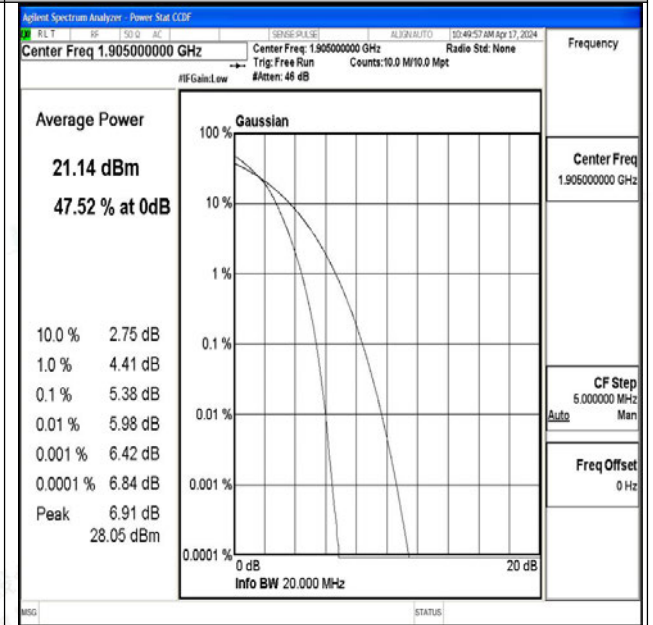 Agilent Spectrum Analyzer - Power Stat CCDF
RLT RF 50 Ω AC SENSE:PULSE ALIGN AUTO 10:49:57 AM Apr 17, 2024
Center Freq 1.905000000 GHz
Center Freq: 1.905000000 GHz Radio Std: None
Trig: Free Run Counts:10.0 M/10.0 Mpt
#IFGain:Low #Atten: 46 dB
Frequency
Average Power
21.14 dBm
47.52 % at 0dB
10.0 % 2.75 dB
1.0 % 4.41 dB
0.1 % 5.38 dB
0.01 % 5.98 dB
0.001 % 6.42 dB
0.0001 % 6.84 dB
Peak 6.91 dB
28.05 dBm
Gaussian
100 %
10 %
1 %
0.1 %
0.01 %
0.001 %
0.0001 %
0 dB 20 dB
Info BW 20.000 MHz
Center Freq
1.905000000 GHz
CF Step
5.000000 MHz
Auto Man
Freq Offset
0 Hz
MSG STATUS